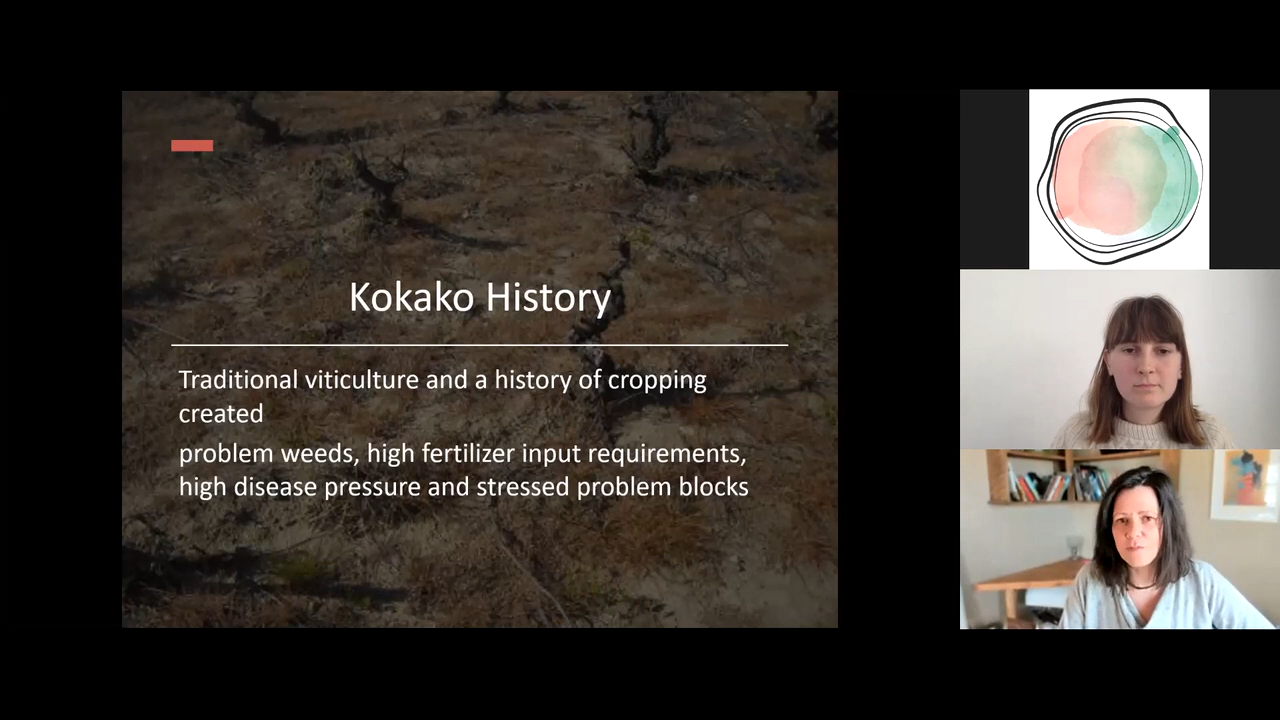 Kokako History
Traditional viticulture and a history of cropping
created
problem weeds, high fertilizer input requirements,
high disease pressure and stressed problem blocks